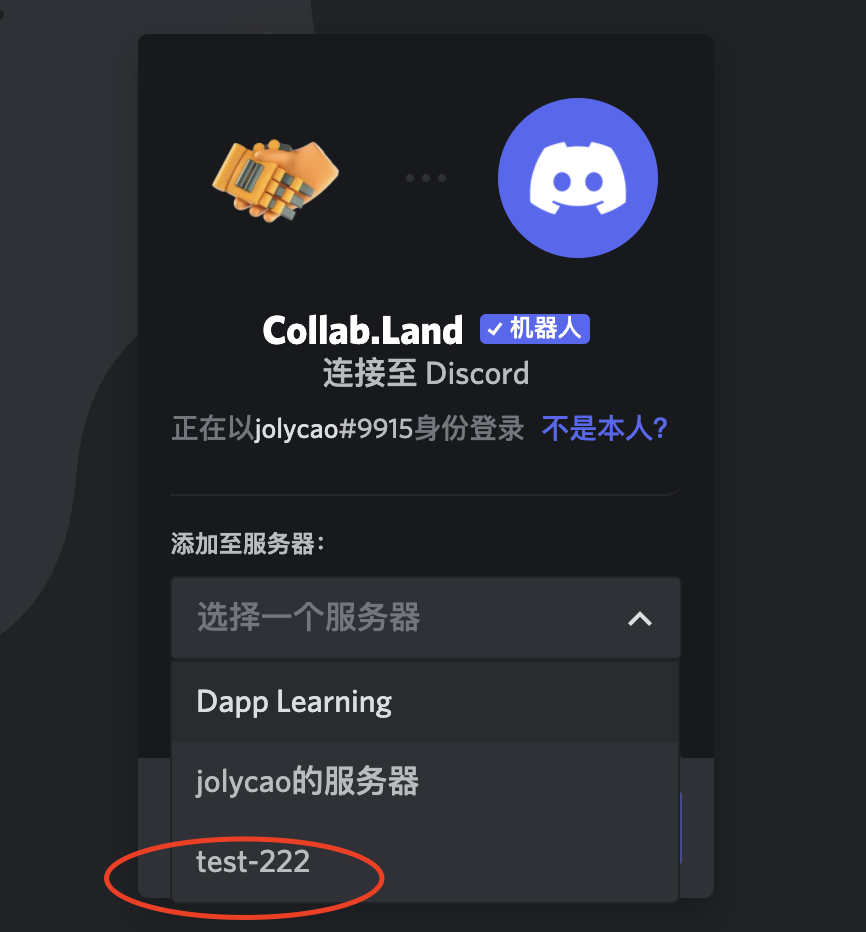 Collab.Land ✓ 机器人
连接至 Discord
正在以jolycao#9915身份登录 不是本人?
添加至服务器：
选择一个服务器
Dapp Learning
jolycao的服务器
test-222